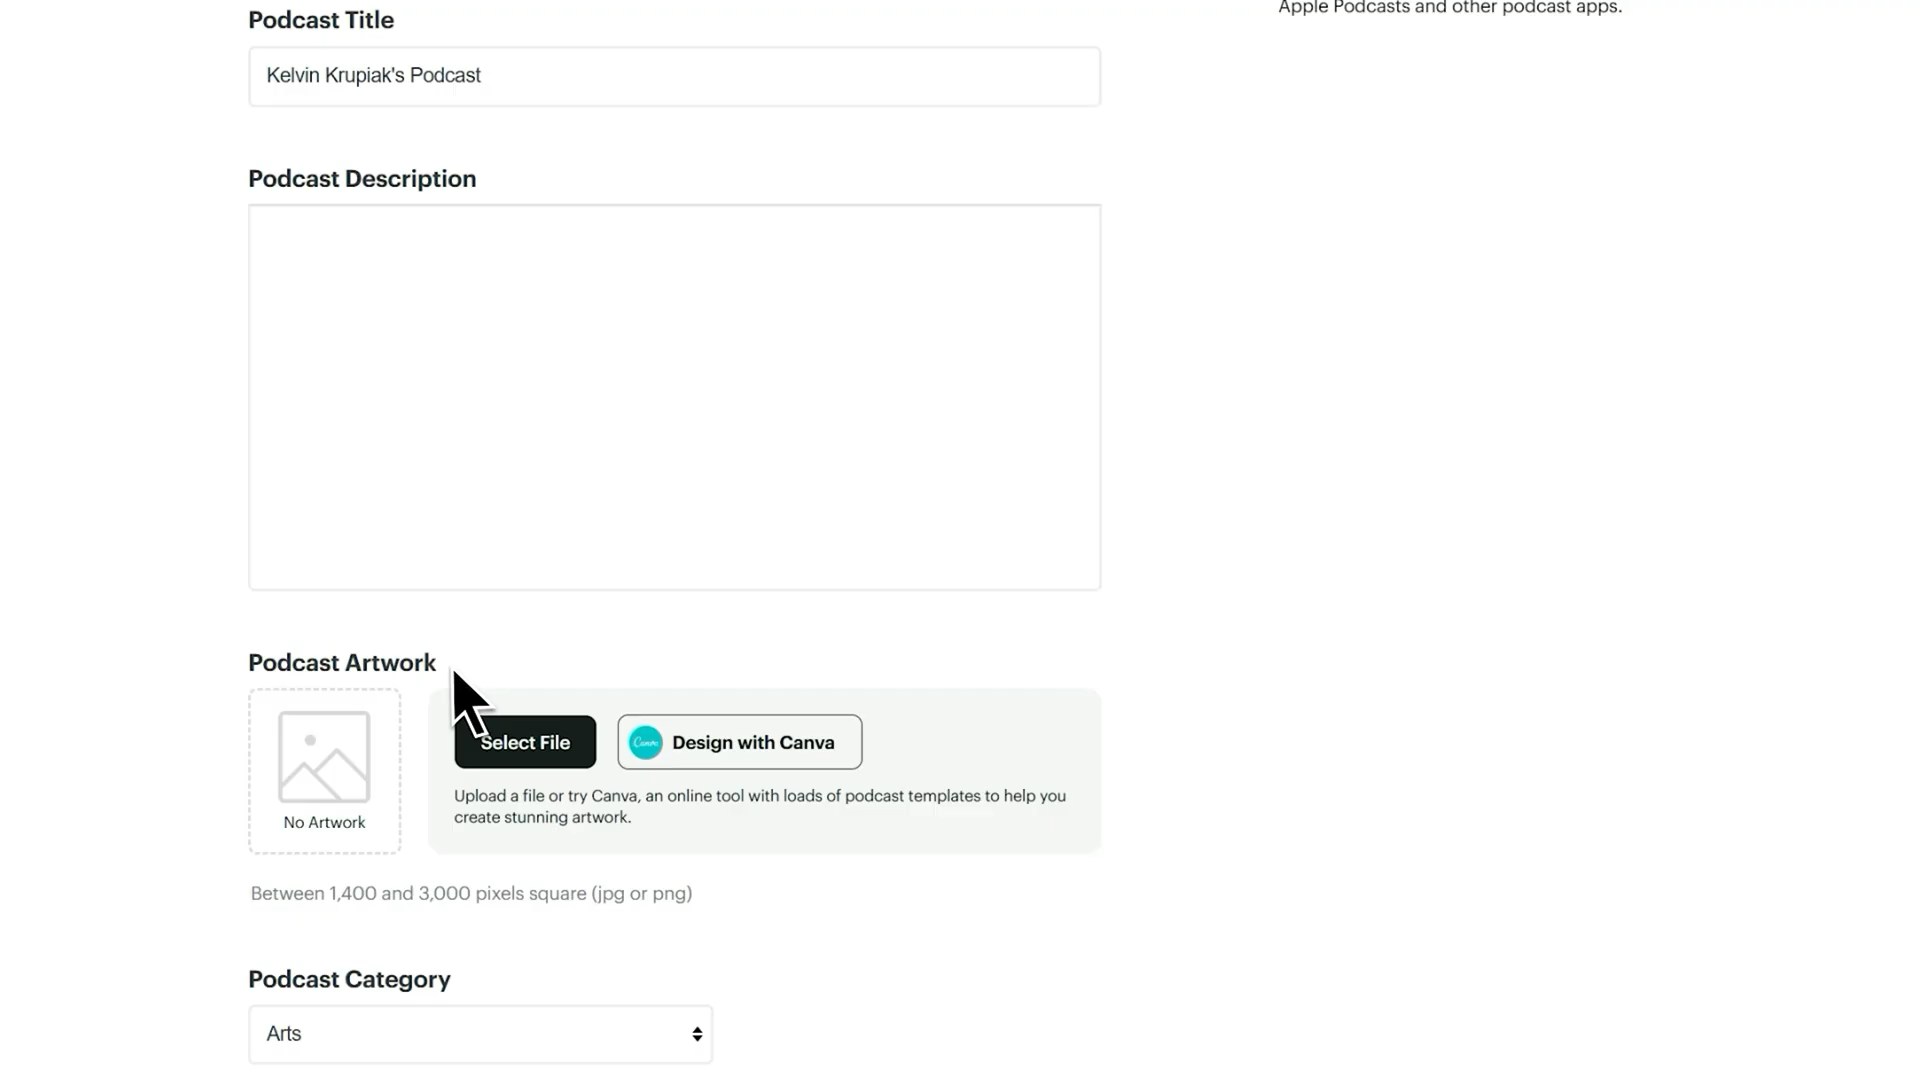 Apple Podcasts and other podcast apps.
Podcast Title
Kelvin Krupiak's Podcast
Podcast Description
Podcast Artwork
No Artwork
Select File
Canva
Design with Canva
Upload a file or try Canva, an online tool with loads of podcast templates to help you
create stunning artwork.
Between 1,400 and 3,000 pixels square (jpg or png)
Podcast Category
Arts